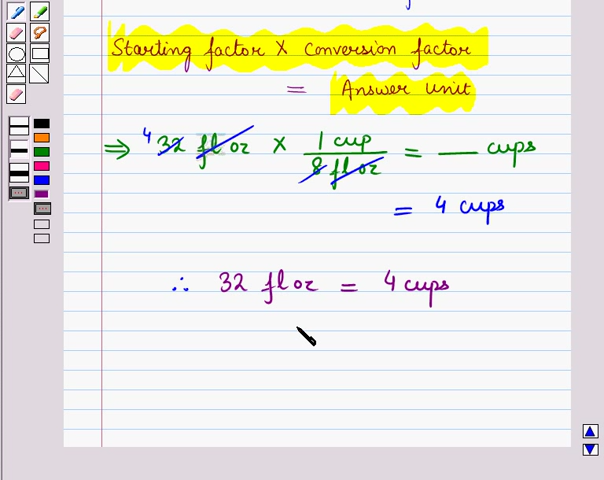 Starting factor × Conversion factor
= Answer unit
⇒ 4 32 fl oz × 1 cup / 8 fl oz = __ cups
= 4 cups
∴ 32 fl oz = 4 cups